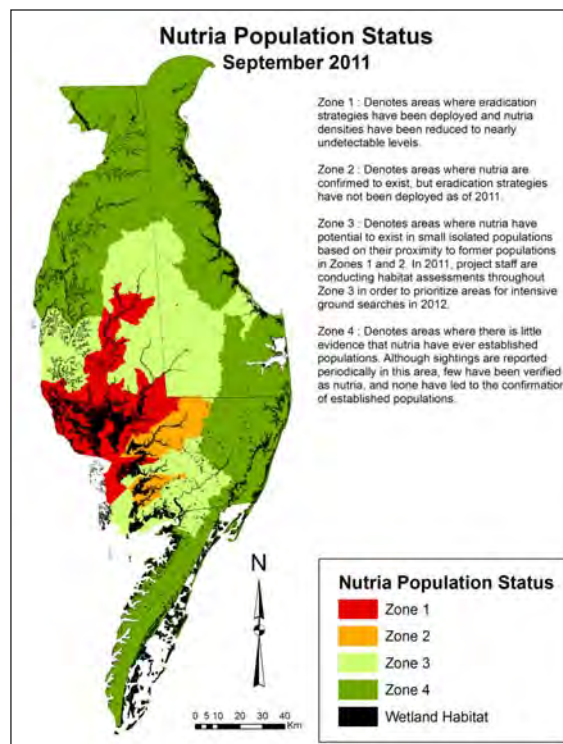 Nutria Population Status
September 2011
Zone 1 : Denotes areas where eradication
strategies have been deployed and nutria
densities have been reduced to nearly
undetectable levels.
Zone 2 : Denotes areas where nutria are
confirmed to exist, but eradication strategies
have not been deployed as of 2011.
Zone 3 : Denotes areas where nutria have
potential to exist in small isolated populations
based on their proximity to former populations
in Zones 1 and 2. In 2011, project staff are
conducting habitat assessments throughout
Zone 3 in order to prioritize areas for intensive
ground searches in 2012.
Zone 4 : Denotes areas where there is little
evidence that nutria have ever established
populations. Although sightings are reported
periodically in this area, few have been verified
as nutria, and none have led to the confirmation
of established populations.
N
0 5 10 20 30 40
Km
Nutria Population Status
Zone 1
Zone 2
Zone 3
Zone 4
Wetland Habitat